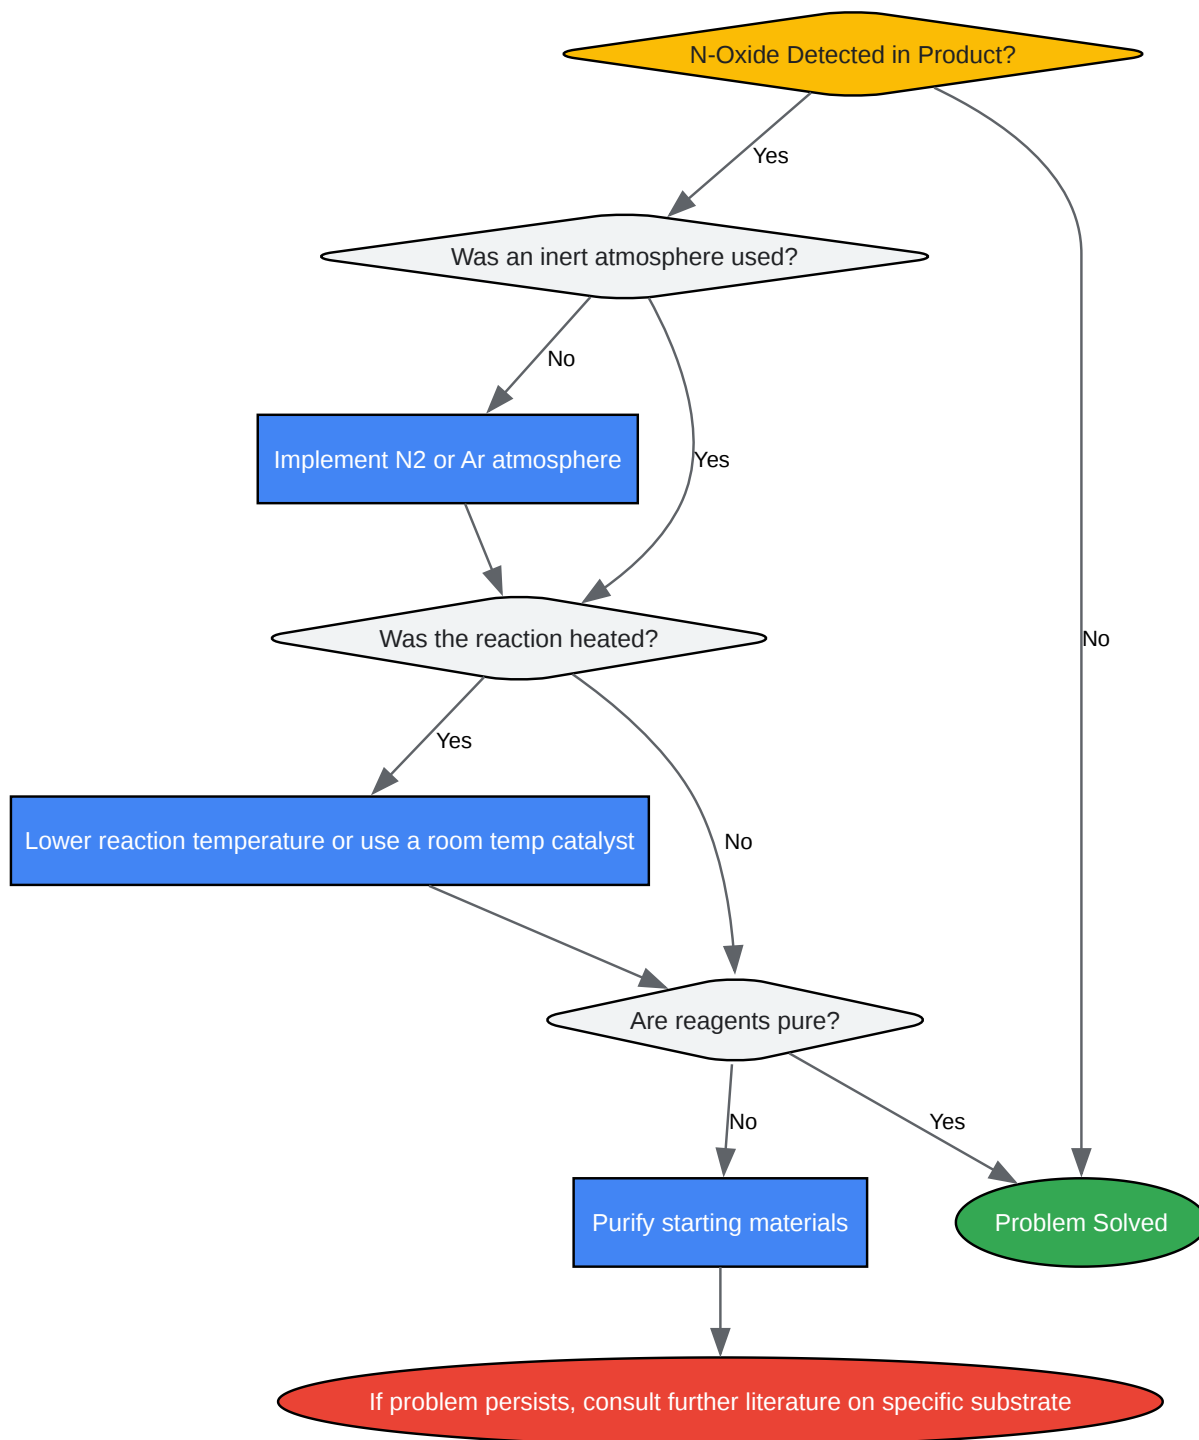 N-Oxide Detected in Product?
Yes
Was an inert atmosphere used?
No
Implement N2 or Ar atmosphere
Yes
Was the reaction heated?
No
Yes
Lower reaction temperature or use a room temp catalyst
No
Are reagents pure?
No
Yes
Purify starting materials
Problem Solved
If problem persists, consult further literature on specific substrate